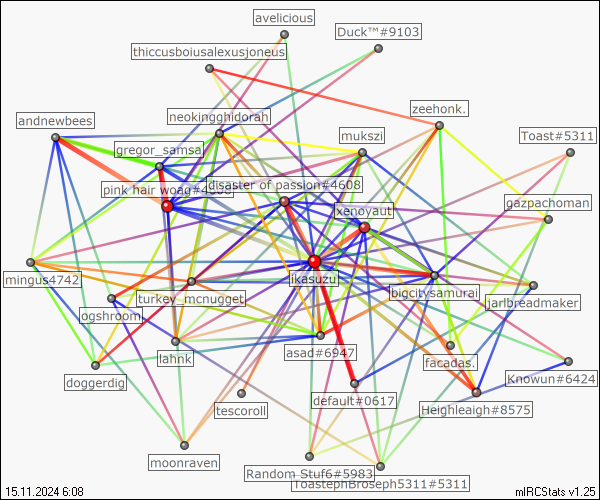 avelicious
Duck™#9103
thiccusboiusalexusjoneus
zeehonk.
andnewbees
neokingghidorah
mukszi
Toast#5311
gregor_samsa
pink hair woag#4
disaster of passion#4608
xenoyaut
gazpachoman
mingus4742
ikasuzu
bigcitysamurai
turkey_mcnugget
ogshroom
jarlbreadmaker
lahnk
asad#6947
facadas.
doggerdig
Knowun#6424
tescoroll
default#0617
Heighleaigh#8575
moonraven
Random Stuf6#5983
ToastephBroseph5311#5311
15.11.2024 6:08
mIRCStats v1.25